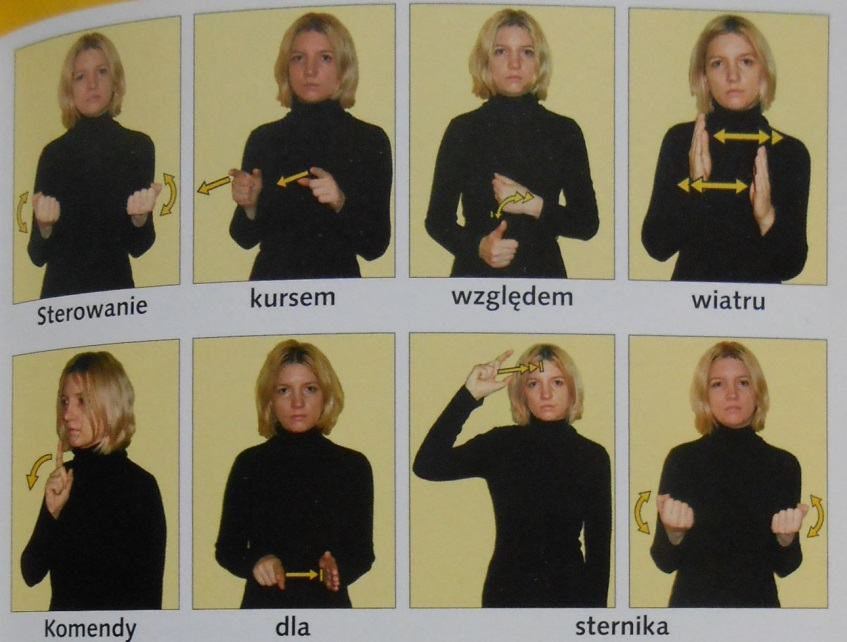 Sterowanie kursem względem wiatru
Komendy dla sternika